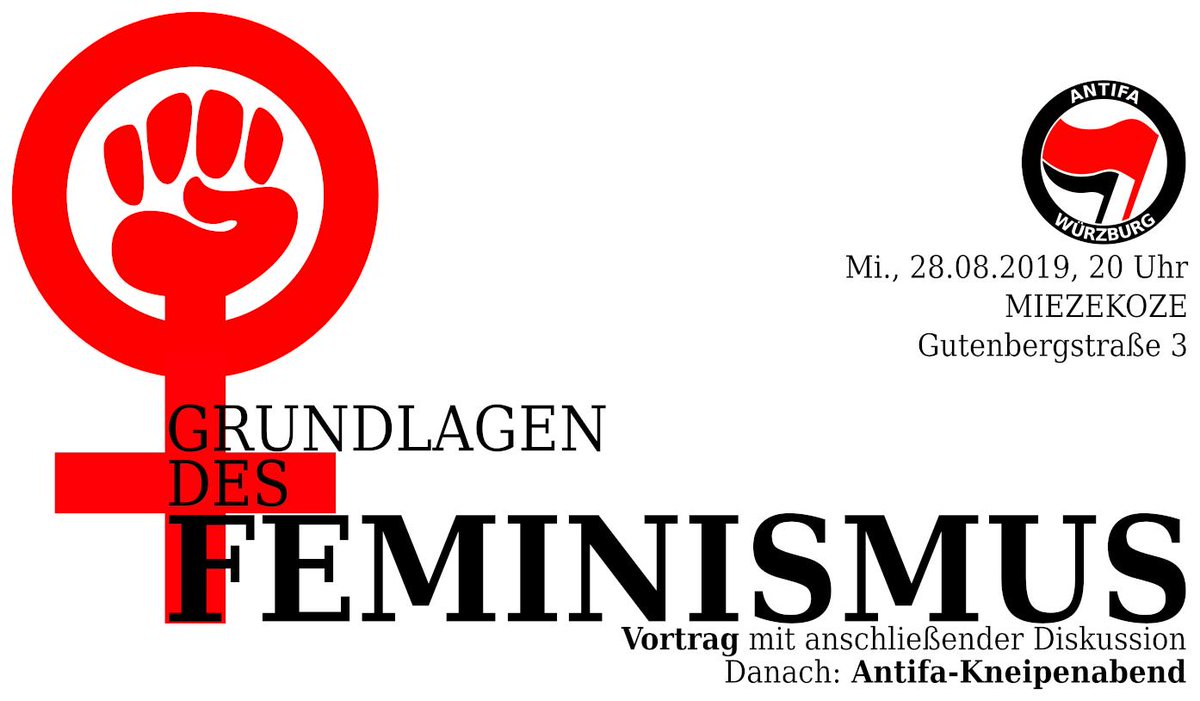 ANTIFA
WÜRZBURG
Mi., 28.08.2019, 20 Uhr
MIEZEKOZE
Gutenbergstraße 3
GRUNDLAGEN
DES
FEMINISMUS
Vortrag mit anschließender Diskussion
Danach: Antifa-Kneipenabend